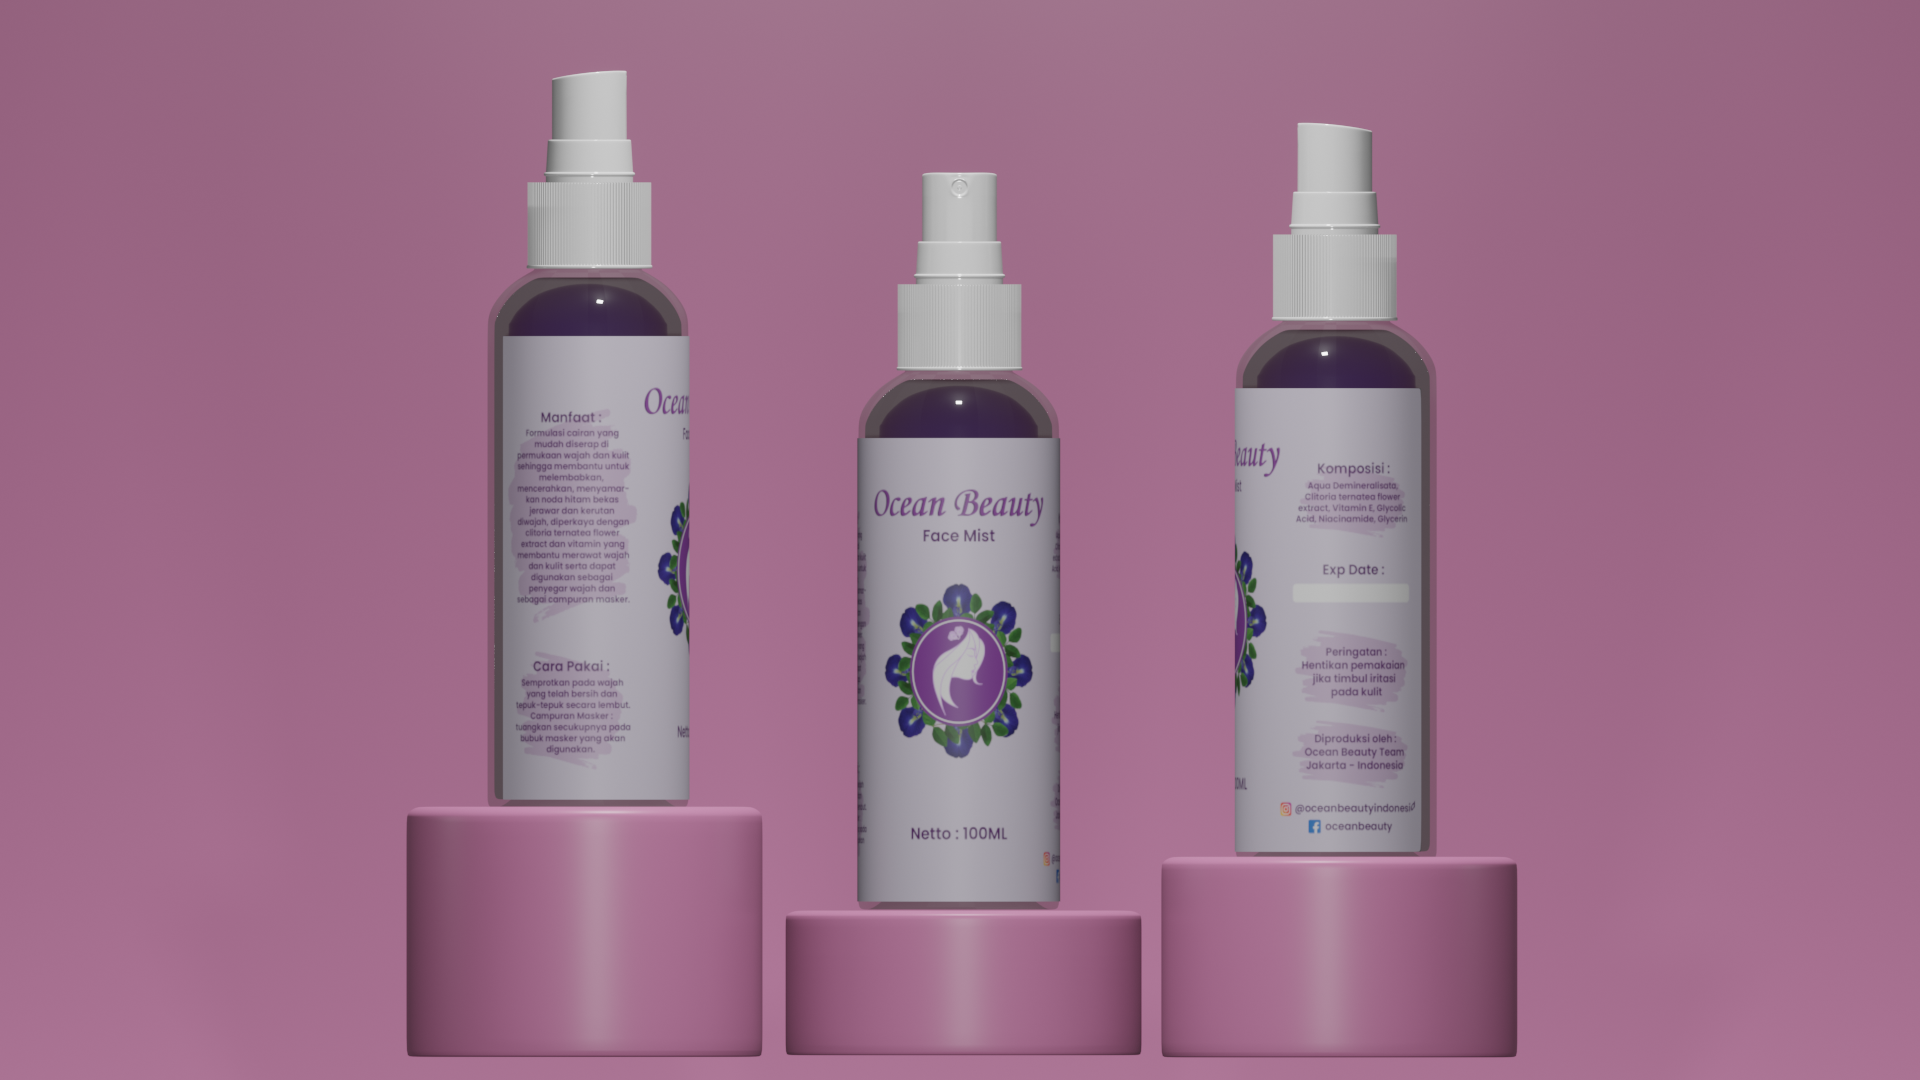 Manfaat :
Formulasi cairan yang
mudah diserap di
permukaan wajah dan kulit
sehingga membantu untuk
melembabkan,
mencerahkan, menyamar-
kan noda hitam bekas
jerawar dan kerutan
diwajah, diperkaya dengan
clitoria ternatea flower
extract dan vitamin yang
membantu merawat wajah
dan kulit serta dapat
digunakan sebagai
penyegar wajah dan
sebagai campuran masker.
Cara Pakai :
Semprotkan pada wajah
yang telah bersih dan
tepuk-tepuk secara lembut.
Campuran Masker :
tuangkan secukupnya pada
bubuk masker yang akan
digunakan.
Ocean
Ocean Beauty
Face Mist
Netto : 100ML
Beauty
Komposisi :
Aqua Demineralisata,
Clitoria ternatea flower
extract, Vitamin E, Glycolic
Acid, Niacinamide, Glycerin
Exp Date :
Peringatan :
Hentikan pemakaian
jika timbul iritasi
pada kulit
Diproduksi oleh :
Ocean Beauty Team
Jakarta - Indonesia
@oceanbeautyindonesia
oceanbeauty